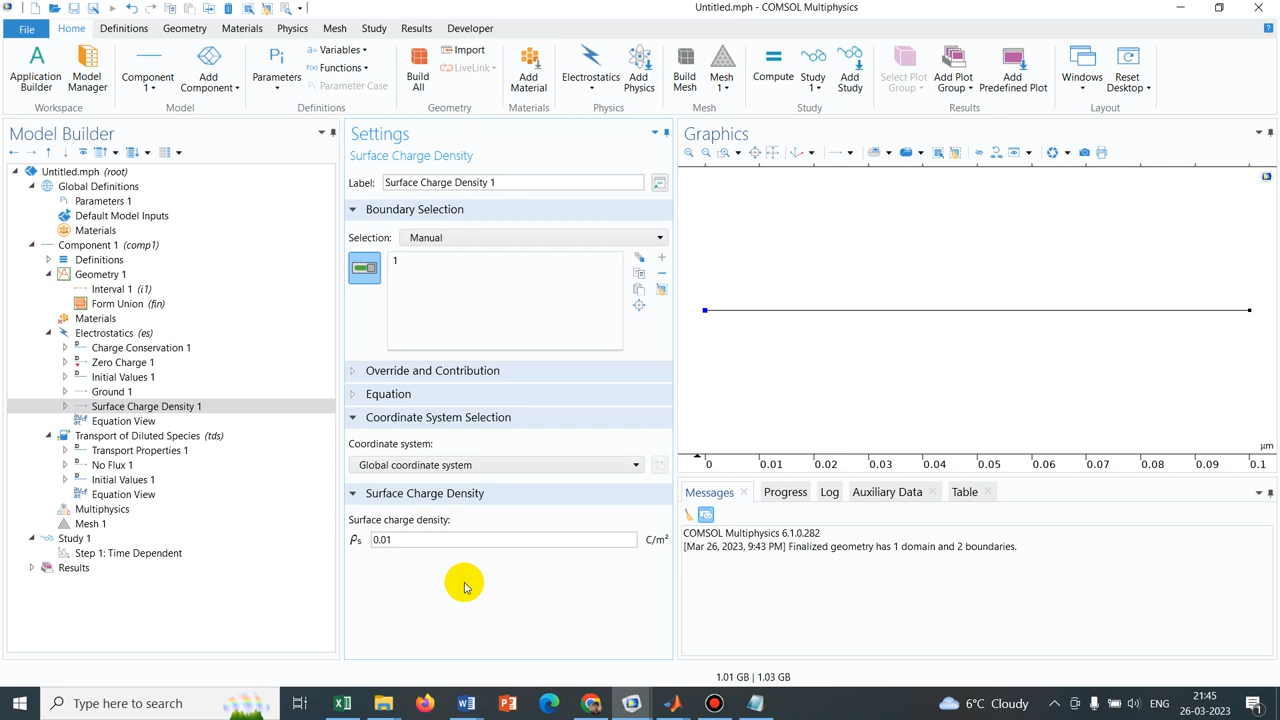 Untitled.mph - COMSOL Multiphysics
File
Home
Definitions
Geometry
Materials
Physics
Mesh
Study
Results
Developer
Application Builder
Model Manager
Workspace
Component 1
Add Component
Model
Parameters
a= Variables
f(x) Functions
Parameter Case
Definitions
Build All
Import
LiveLink
Geometry
Add Material
Materials
Electrostatics
Add Physics
Physics
Build Mesh
Mesh 1
Mesh
Compute
Study 1
Add Study
Study
Select Plot Group
Add Plot Group
Add Predefined Plot
Results
Windows
Reset Desktop
Layout
Model Builder
Untitled.mph (root)
Global Definitions
Parameters 1
Default Model Inputs
Materials
Component 1 (comp1)
Definitions
Geometry 1
Interval 1 (i1)
Form Union (fin)
Materials
Electrostatics (es)
Charge Conservation 1
Zero Charge 1
Initial Values 1
Ground 1
Surface Charge Density 1
Equation View
Transport of Diluted Species (tds)
Transport Properties 1
No Flux 1
Initial Values 1
Equation View
Multiphysics
Mesh 1
Study 1
Step 1: Time Dependent
Results
Settings
Surface Charge Density
Label: Surface Charge Density 1
Boundary Selection
Selection: Manual
1
Override and Contribution
Equation
Coordinate System Selection
Coordinate system:
Global coordinate system
Surface Charge Density
Surface charge density:
ρs 0.01 C/m²
Graphics
µm
0 0.01 0.02 0.03 0.04 0.05 0.06 0.07 0.08 0.09 0.1
Messages
Progress
Log
Auxiliary Data
Table
COMSOL Multiphysics 6.1.0.282
[Mar 26, 2023, 9:43 PM] Finalized geometry has 1 domain and 2 boundaries.
1.01 GB | 1.03 GB
Type here to search
6°C Cloudy
ENG
21:45
26-03-2023